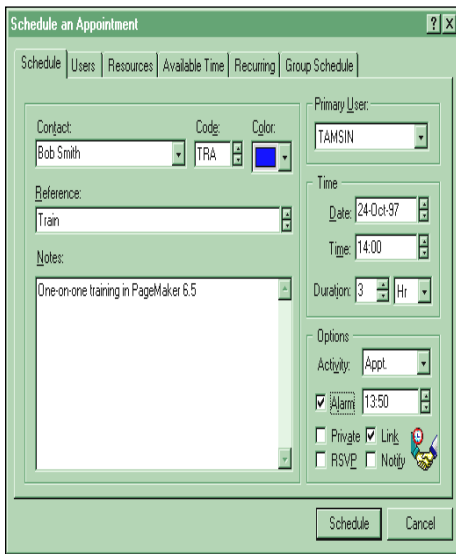 Schedule an Appointment
? x
Schedule Users Resources Available Time Recurring Group Schedule
Contact: Code: Color:
Bob Smith TRA
Reference:
Train
Notes:
One-on-one training in PageMaker 6.5
Primary User:
TAMSIN
Time
Date: 24-Oct-97
Time: 14:00
Duration: 3 Hr
Options
Activity: Appt.
Alarm 13:50
Private Link
RSVP Notify
Schedule Cancel